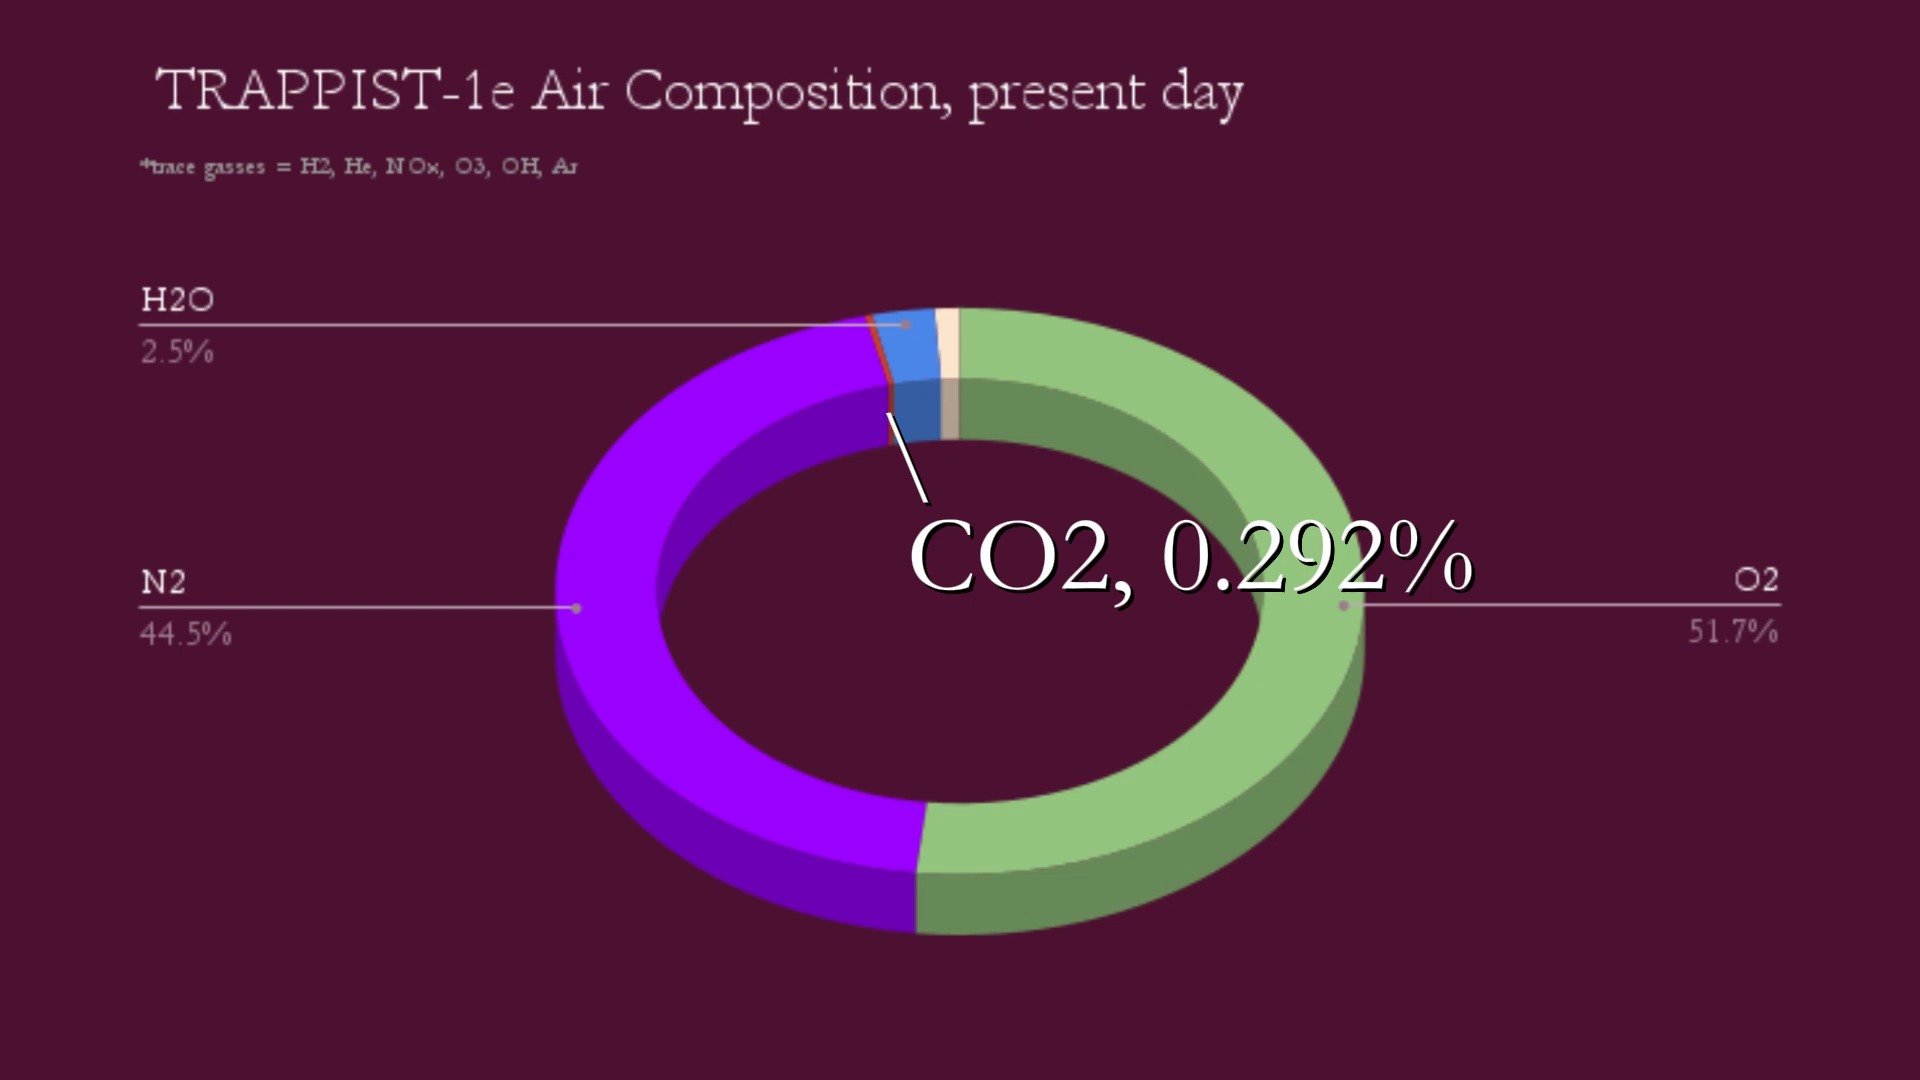 TRAPPIST-1e Air Composition, present day
*trace gasses = H2, He, NOx, O3, OH, Ar
H2O
2.5%
CO2, 0.292%
N2
44.5%
O2
51.7%